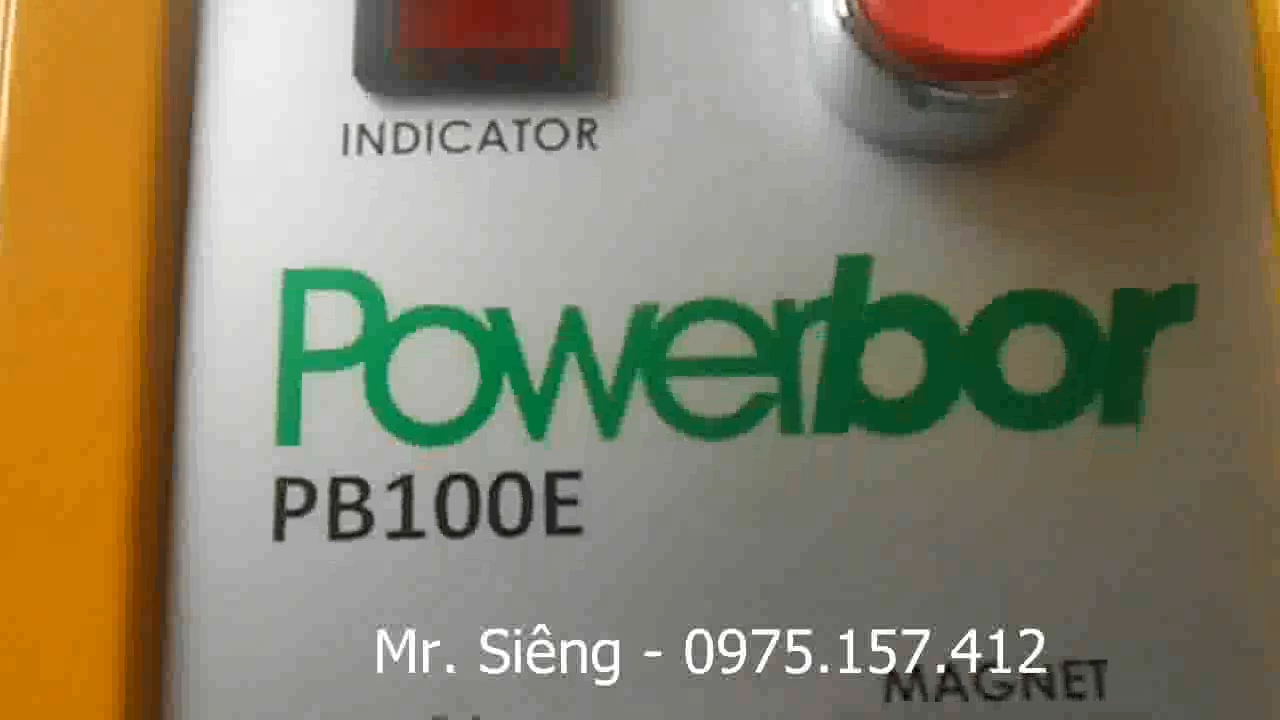 INDICATOR
Powerbor
PB100E
Mr. Siêng - 0975.157.412
MAGNET